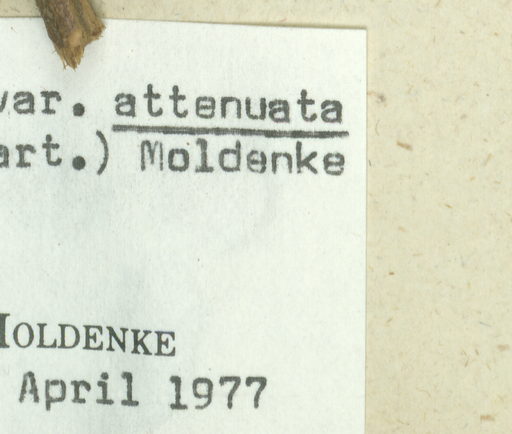 var. attenuata
art.) Moldenke
MOLDENKE
April 1977